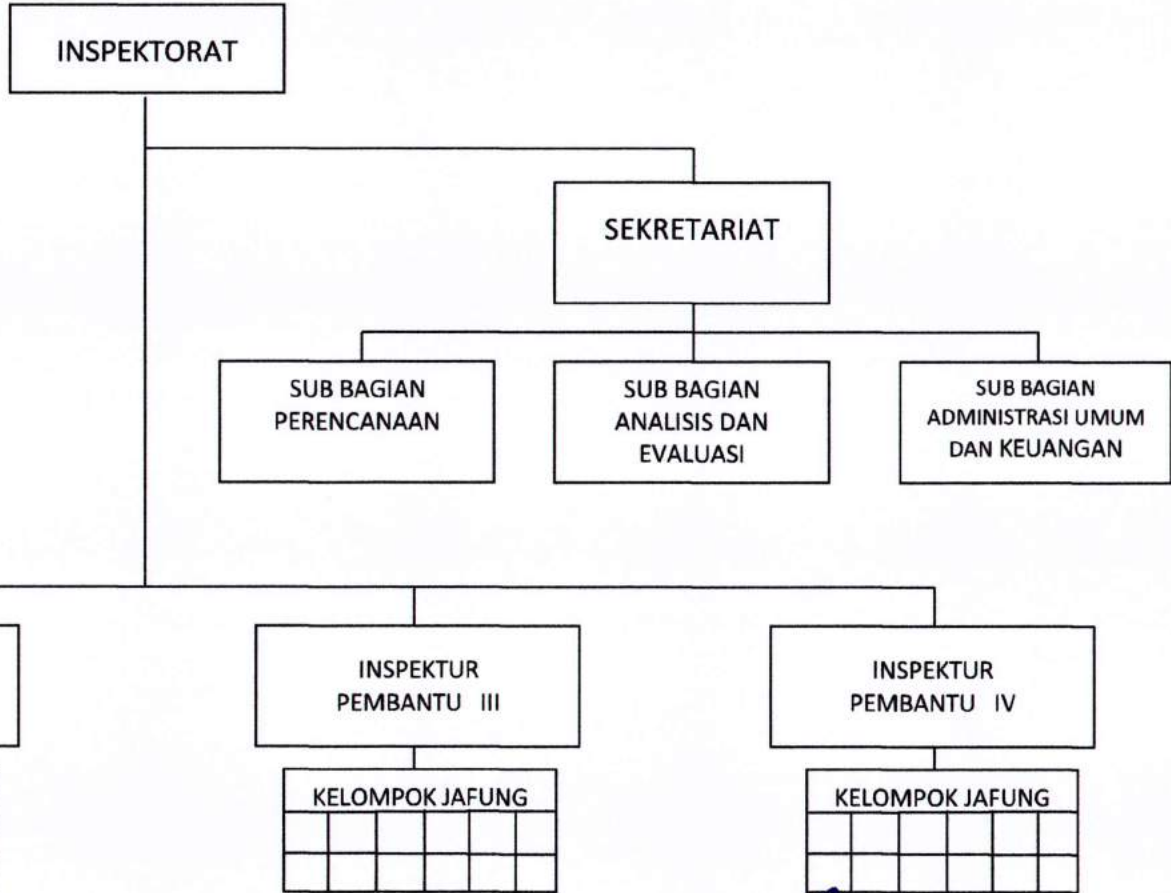 INSPEKTORAT
SEKRETARIAT
SUB BAGIAN
PERENCANAAN
SUB BAGIAN
ANALISIS DAN
EVALUASI
SUB BAGIAN
ADMINISTRASI UMUM
DAN KEUANGAN
INSPEKTUR
PEMBANTU III
INSPEKTUR
PEMBANTU IV
KELOMPOK JAFUNG
KELOMPOK JAFUNG